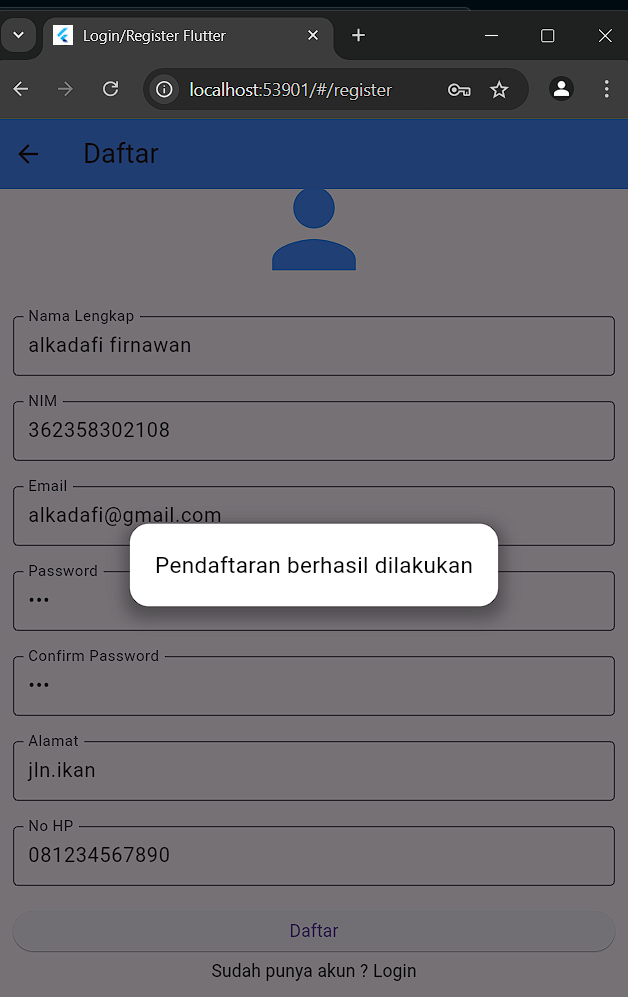 Login/Register Flutter
localhost:53901/#/register
Daftar
Nama Lengkap
alkadafi firnawan
NIM
362358302108
Email
alkadafi@gmail.com
Pendaftaran berhasil dilakukan
Password
•••
Confirm Password
•••
Alamat
jln.ikan
No HP
081234567890
Daftar
Sudah punya akun ? Login